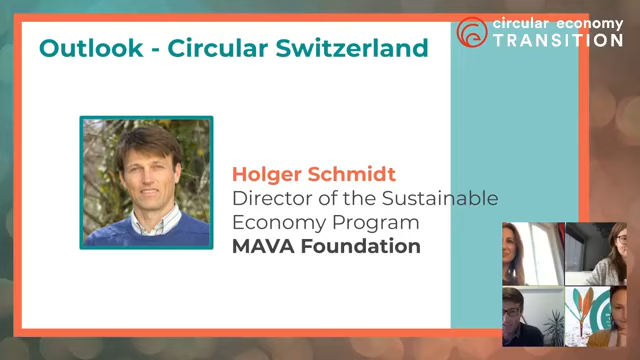 circular economy
TRANSITION
Outlook - Circular Switzerland
Holger Schmidt
Director of the Sustainable
Economy Program
MAVA Foundation